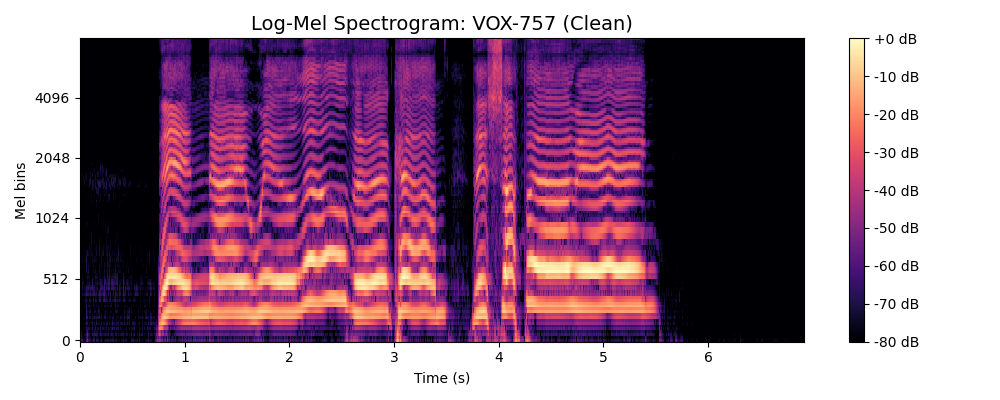 Log-Mel Spectrogram: VOX-757 (Clean)
Mel bins
4096
2048
1024
512
0
0 1 2 3 4 5 6
Time (s)
+0 dB
-10 dB
-20 dB
-30 dB
-40 dB
-50 dB
-60 dB
-70 dB
-80 dB